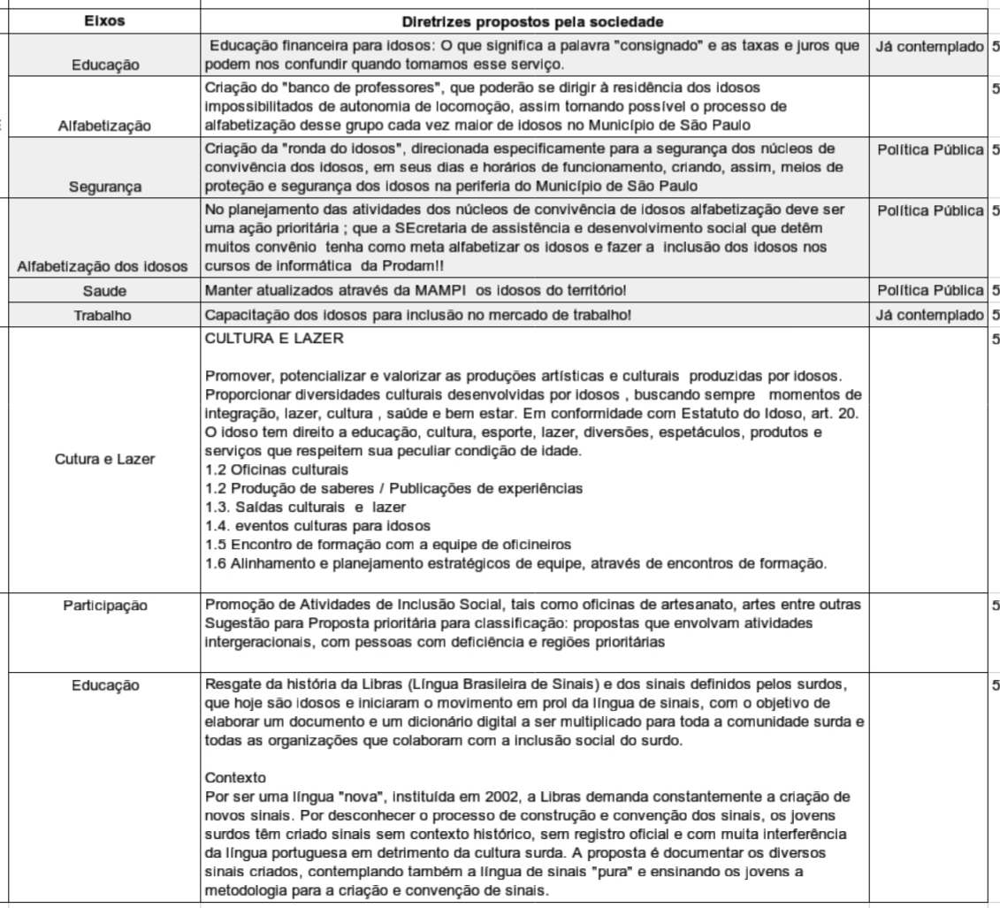 Eixos Diretrizes propostos pela sociedade
Educação financeira para idosos: O que significa a palavra "consignado" e as taxas e juros que Já contemplado 5
Educação podem nos confundir quando tomamos esse serviço.
Criação do "banco de professores", que poderão se dirigir à residência dos idosos 5
impossibilitados de autonomia de locomoção, assim tornando possível o processo de
Alfabetização alfabetização desse grupo cada vez maior de idosos no Município de São Paulo
Criação da "ronda do idosos", direcionada especificamente para a segurança dos núcleos de Política Pública 5
convivência dos idosos, em seus dias e horários de funcionamento, criando, assim, meios de
Segurança proteção e segurança dos idosos na periferia do Município de São Paulo
No planejamento das atividades dos núcleos de convivência de idosos alfabetização deve ser Política Pública 5
uma ação prioritária ; que a SEcretaria de assistência e desenvolvimento social que detêm
muitos convênio tenha como meta alfabetizar os idosos e fazer a inclusão dos idosos nos
Alfabetização dos idosos cursos de informática da Prodam!!
Saude Manter atualizados através da MAMPI os idosos do território! Política Pública 5
Trabalho Capacitação dos idosos para inclusão no mercado de trabalho! Já contemplado 5
CULTURA E LAZER 5
Promover, potencializar e valorizar as produções artísticas e culturais produzidas por idosos.
Proporcionar diversidades culturais desenvolvidas por idosos , buscando sempre momentos de
integração, lazer, cultura , saúde e bem estar. Em conformidade com Estatuto do Idoso, art. 20.
O idoso tem direito a educação, cultura, esporte, lazer, diversões, espetáculos, produtos e
serviços que respeitem sua peculiar condição de idade.
Cutura e Lazer
1.2 Oficinas culturais
1.2 Produção de saberes / Publicações de experiências
1.3. Saídas culturais e lazer
1.4. eventos culturas para idosos
1.5 Encontro de formação com a equipe de oficineiros
1.6 Alinhamento e planejamento estratégicos de equipe, através de encontros de formação.
Participação Promoção de Atividades de Inclusão Social, tais como oficinas de artesanato, artes entre outras 5
Sugestão para Proposta prioritária para classificação: propostas que envolvam atividades
intergeracionais, com pessoas com deficiência e regiões prioritárias
Educação Resgate da história da Libras (Língua Brasileira de Sinais) e dos sinais definidos pelos surdos, 5
que hoje são idosos e iniciaram o movimento em prol da língua de sinais, com o objetivo de
elaborar um documento e um dicionário digital a ser multiplicado para toda a comunidade surda e
todas as organizações que colaboram com a inclusão social do surdo.
Contexto
Por ser uma língua "nova", instituída em 2002, a Libras demanda constantemente a criação de
novos sinais. Por desconhecer o processo de construção e convenção dos sinais, os jovens
surdos têm criado sinais sem contexto histórico, sem registro oficial e com muita interferência
da língua portuguesa em detrimento da cultura surda. A proposta é documentar os diversos
sinais criados, contemplando também a língua de sinais "pura" e ensinando os jovens a
metodologia para a criação e convenção de sinais.